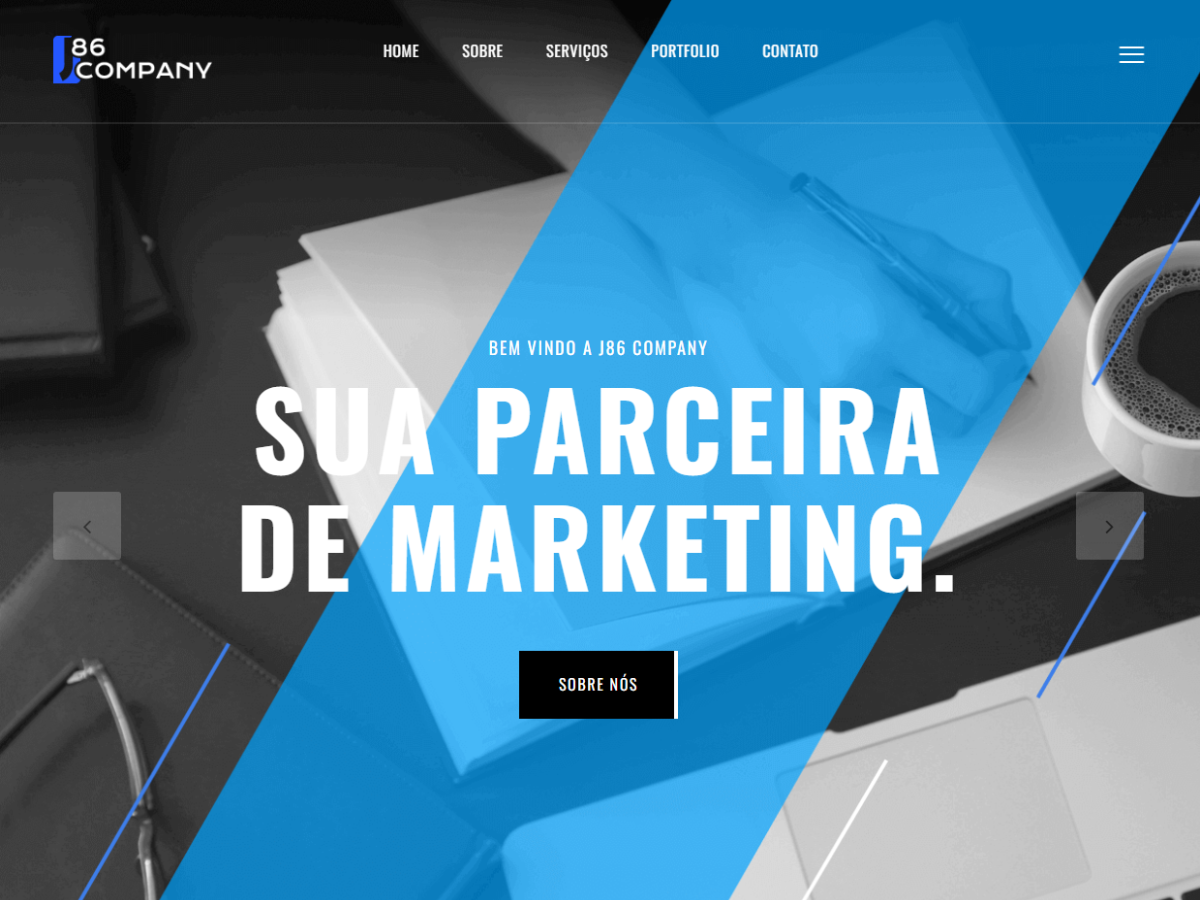 J86
COMPANY
HOME
SOBRE
SERVIÇOS
PORTFOLIO
CONTATO
BEM VINDO A J86 COMPANY
SUA PARCEIRA
DE MARKETING.
SOBRE NÓS